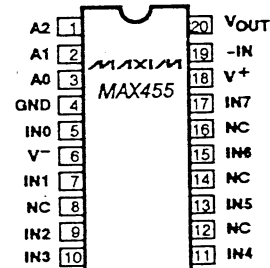 A2 1 20 VOUT
A1 2 19 -IN
A0 3 MAXIM 18 V+
GND 4 MAX455 17 IN7
IN0 5 16 NC
V- 6 15 IN6
IN1 7 14 NC
NC 8 13 IN5
IN2 9 12 NC
IN3 10 11 IN4